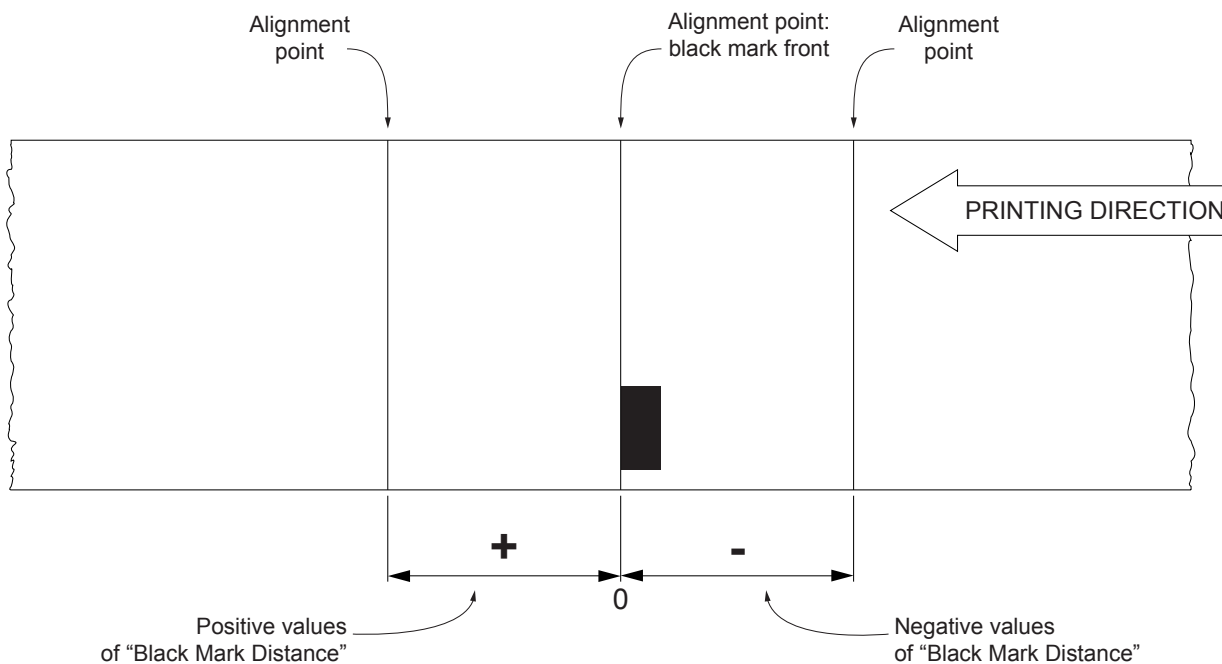 Alignment
point
Alignment point:
black mark front
Alignment
point
PRINTING DIRECTION
+
-
0
Positive values
of “Black Mark Distance”
Negative values
of “Black Mark Distance”